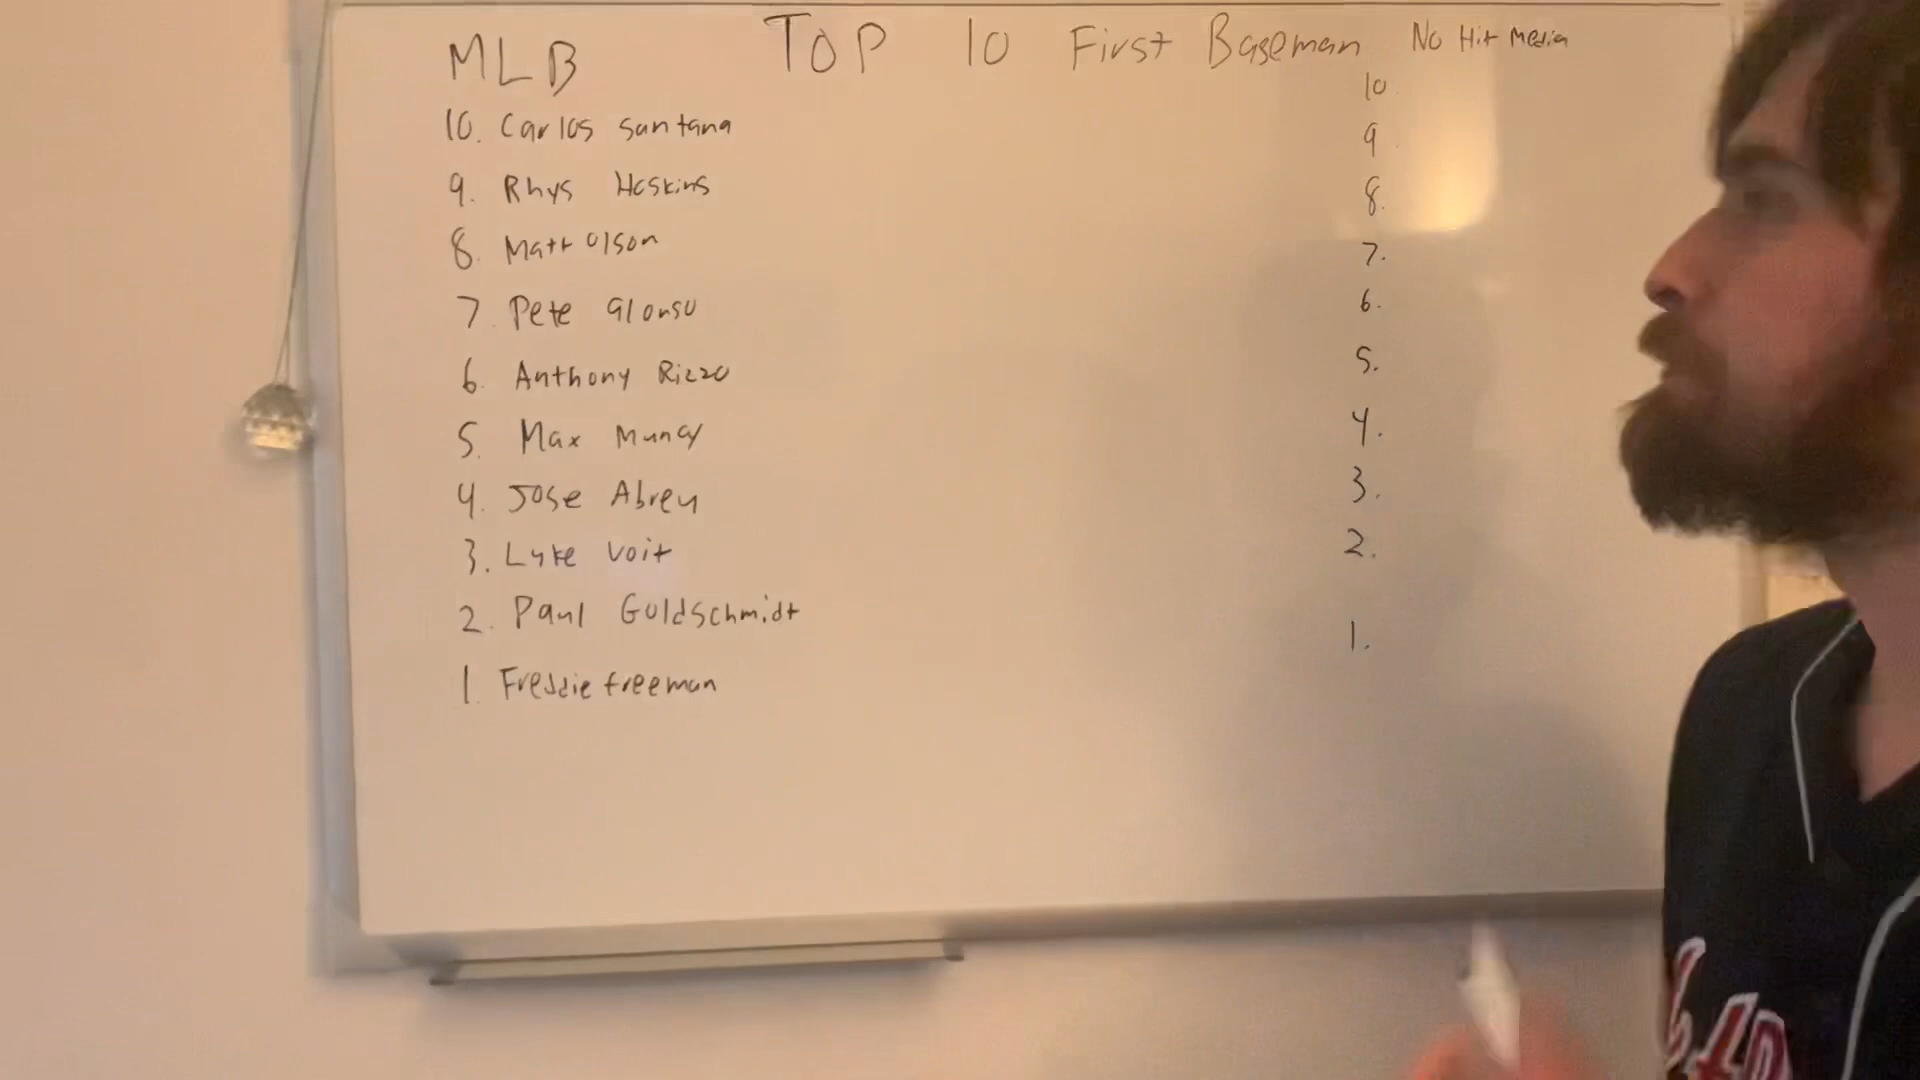 MLB TOP 10 First Baseman No Hit Media
10. Carlos Santana
9. Rhys Hoskins
8. Matt Olson
7. Pete Alonso
6. Anthony Rizzo
5. Max Muncy
4. Jose Abreu
3. Luke Voit
2. Paul Goldschmidt
1. Freddie freeman
10.
9.
8.
7.
6.
5.
4.
3.
2.
1.